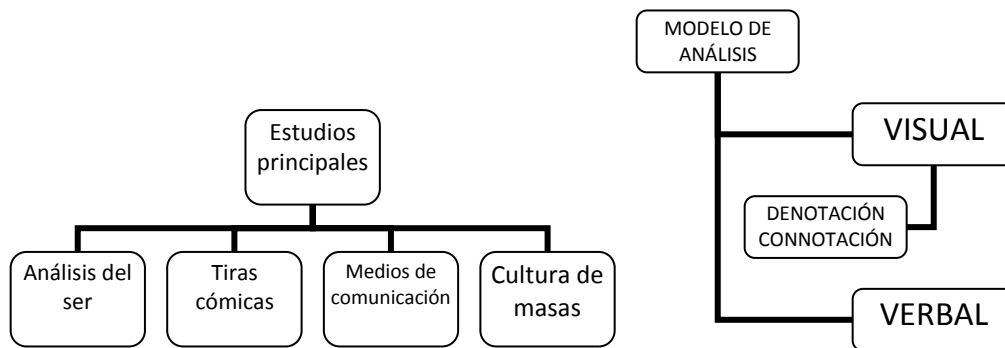 Estudios
principales
Análisis del
ser
Tiras
cómicas
Medios de
comunicación
Cultura de
masas
MODELO DE
ANÁLISIS
VISUAL
DENOTACIÓN
CONNOTACIÓN
VERBAL